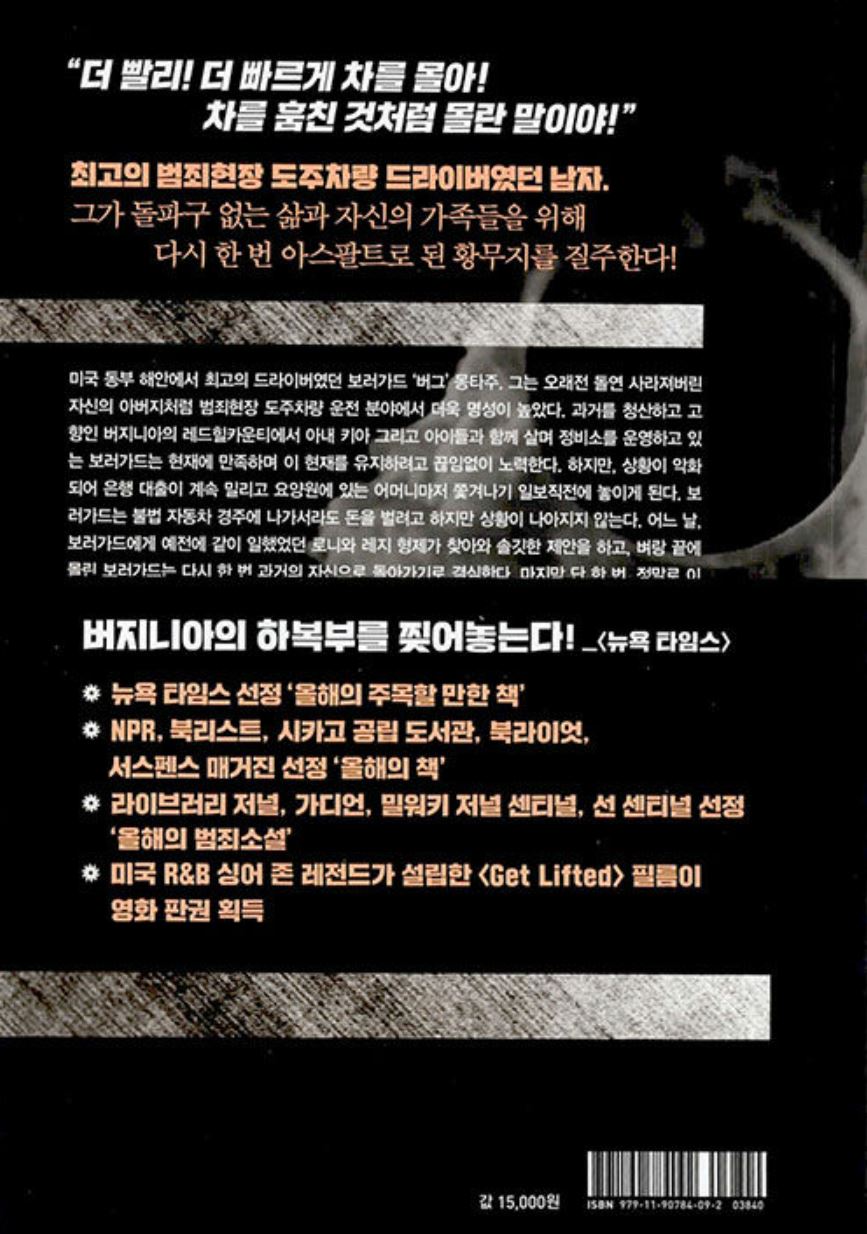 “더 빨리! 더 빠르게 차를 몰아!
차를 훔친 것처럼 몰란 말이야!”
최고의 범죄현장 도주차량 드라이버였던 남자.
그가 돌파구 없는 삶과 자신의 가족들을 위해
다시 한 번 아스팔트로 된 황무지를 질주한다!
미국 동부 해안에서 최고의 드라이버였던 보러가드 ‘버그’ 몽타주. 그는 오래전 돌연 사라져버린
자신의 아버지처럼 범죄현장 도주차량 운전 분야에서 더욱 명성이 높았다. 과거를 청산하고 고
향인 버지니아의 레드힐카운티에서 아내 키아 그리고 아이들과 함께 살며 정비소를 운영하고 있
는 보러가드는 현재에 만족하며 이 현재를 유지하려고 끊임없이 노력한다. 하지만, 상황이 악화
되어 은행 대출이 계속 밀리고 요양원에 있는 어머니마저 쫓겨나기 일보직전에 놓이게 된다. 보
러가드는 불법 자동차 경주에 나가서라도 돈을 벌려고 하지만 상황이 나아지지 않는다. 어느 날,
보러가드에게 예전에 같이 일했었던 로니와 레지 형제가 찾아와 솔깃한 제안을 하고, 벼랑 끝에
몰린 보러가드는 다시 한 번 과거의 자신으로 돌아가기로 결심한다. 마지막 단 한 번, 정말로 이
버지니아의 하복부를 찢어놓는다! _〈뉴욕 타임스〉
뉴욕 타임스 선정 ‘올해의 주목할 만한 책’
NPR, 북리스트, 시카고 공립 도서관, 북라이엇,
서스펜스 매거진 선정 ‘올해의 책’
라이브러리 저널, 가디언, 밀워키 저널 센티널, 선 센티널 선정
‘올해의 범죄소설’
미국 R&B 싱어 존 레전드가 설립한 〈Get Lifted〉 필름이
영화 판권 획득
값 15,000원
ISBN 979-11-90784-09-2 03840